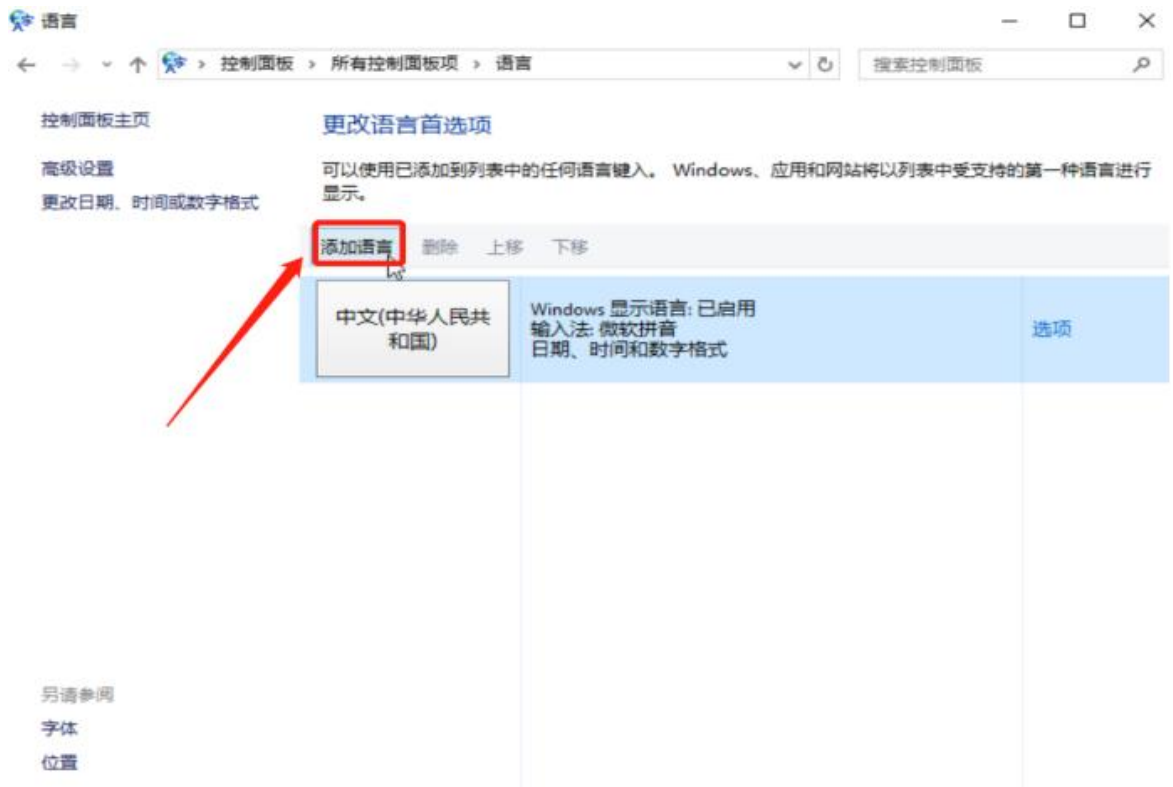 语言
控制面板 › 所有控制面板项 › 语言
搜索控制面板
控制面板主页
高级设置
更改日期、时间或数字格式
更改语言首选项
可以使用已添加到列表中的任何语言键入。 Windows、应用和网站将以列表中受支持的第一种语言进行
显示。
添加语言 删除 上移 下移
中文(中华人民共
和国)
Windows 显示语言: 已启用
输入法: 微软拼音
日期、时间和数字格式
选项
另请参阅
字体
位置